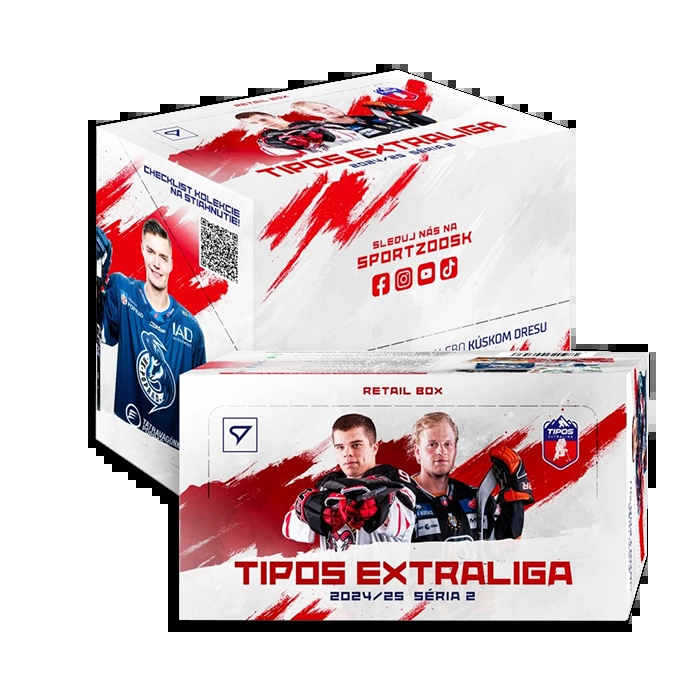 RETAIL BOX
TIPOS EXTRALIGA
2024/25 SÉRIA 2
CHECKLIST KOLEKCIE
NA STIAHNUTIE!
SLEDUJ NÁS NA
SPORTZOOSK
KÚSKOM DRESU
IAD
RETAIL BOX
TIPOS
EXTRALIGA
TIPOS EXTRALIGA
2024/25 SÉRIA 2